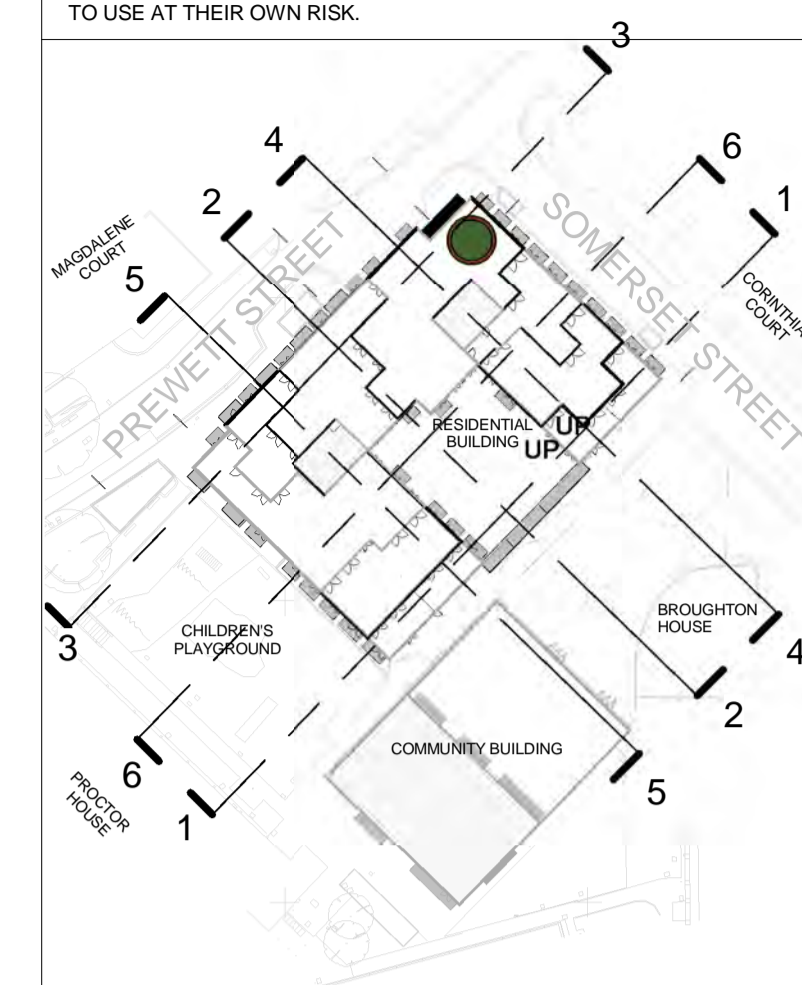 TO USE AT THEIR OWN RISK.
3
4
6
2
1
MAGDALENE
COURT
SOMERSET STREET
5
CORINTHIA
COURT
PREWETT STREET
RESIDENTIAL
BUILDING
UP
UP
BROUGHTON
HOUSE
CHILDREN'S
PLAYGROUND
3
4
2
COMMUNITY BUILDING
6
5
PROCTOR
HOUSE
1